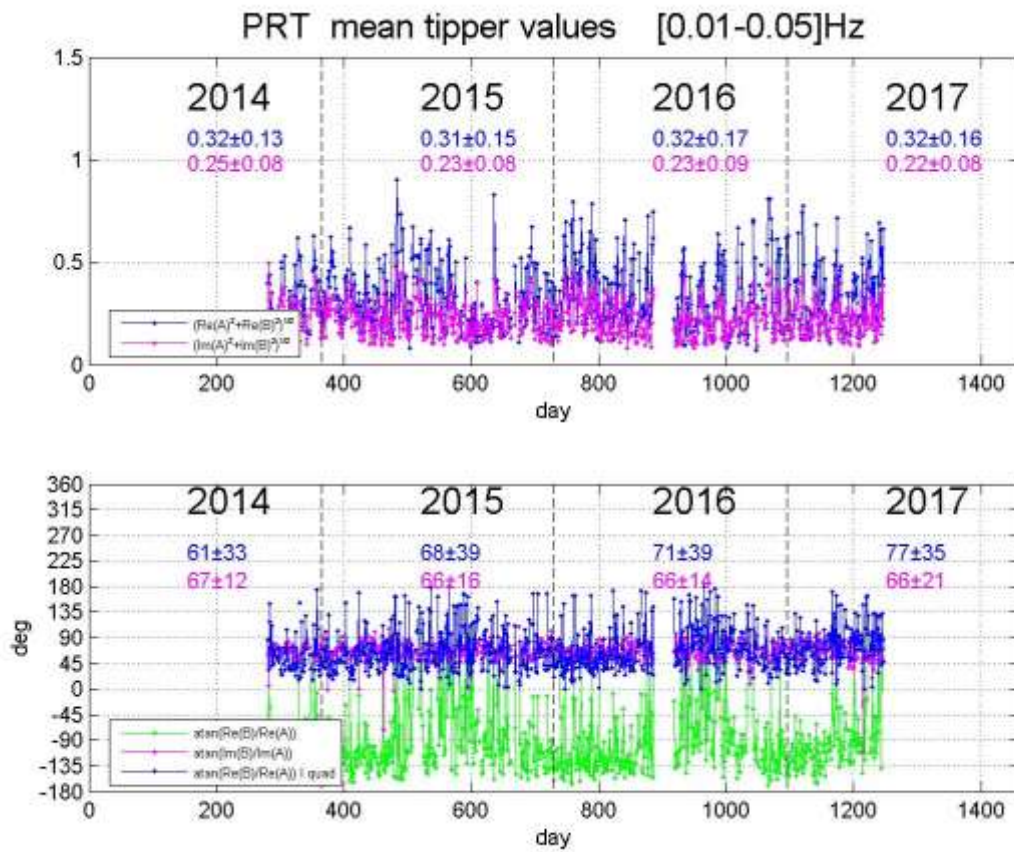 PRT mean tipper values [0.01-0.05]Hz
1.5
2014 2015 2016 2017
0.32±0.13 0.31±0.15 0.32±0.17 0.32±0.16
1 0.25±0.08 0.23±0.08 0.23±0.09 0.22±0.08
0.5
(Re(A)²+Re(B)²)^1/2
(Im(A)²+Im(B)²)^1/2
0
0 200 400 600 800 1000 1200 1400
day
360
2014 2015 2016 2017
315
270
61±33 68±39 71±39 77±35
225
67±12 66±16 66±14 66±21
180
135
90
deg
45
0
-45
atan(Re(B)/Re(A))
-90
atan(Im(B)/Im(A))
-135
atan(Re(B)/Re(A)) I quad
-180
0 200 400 600 800 1000 1200 1400
day